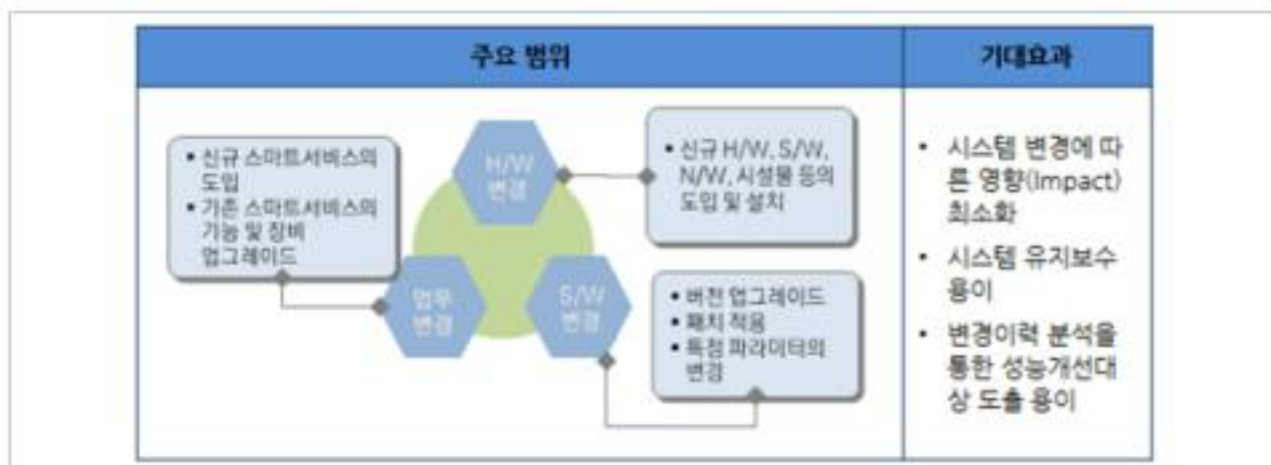 주요 범위
기대효과
▪ 신규 스마트서비스의
도입
▪ 기존 스마트서비스의
기능 및 장비
업그레이드
H/W
변경
▪ 신규 H/W, S/W,
N/W, 시설물 등의
도입 및 설치
업무
변경
S/W
변경
▪ 버전 업그레이드
▪ 패치 적용
▪ 특정 파라미터의
변경
• 시스템 변경에 따
른 영향(Impact)
최소화
• 시스템 유지보수
용이
• 변경이력 분석을
통한 성능개선대
상 도출 용이